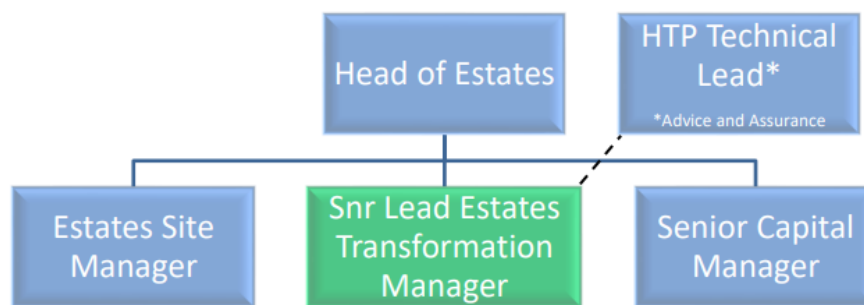 Head of Estates
HTP Technical
Lead*
*Advice and Assurance
Estates Site
Manager
Snr Lead Estates
Transformation
Manager
Senior Capital
Manager